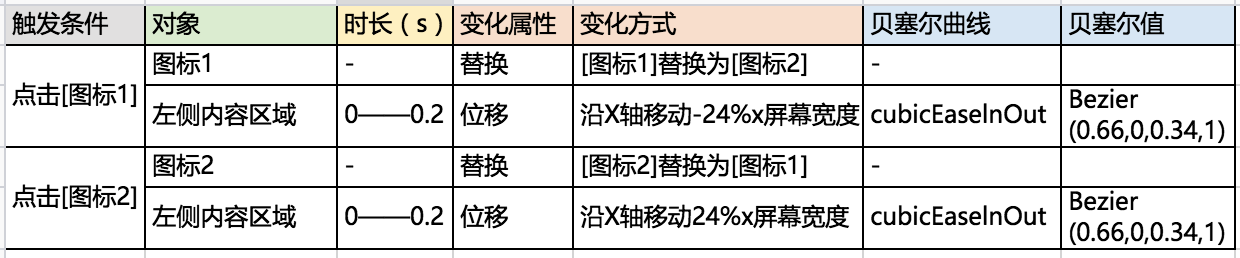 触发条件 对象 时长（s） 变化属性 变化方式 贝塞尔曲线 贝塞尔值
点击[图标1] 图标1 - 替换 [图标1]替换为[图标2] -
左侧内容区域 0——0.2 位移 沿X轴移动-24%x屏幕宽度 cubicEaseInOut Bezier
(0.66,0,0.34,1)
点击[图标2] 图标2 - 替换 [图标2]替换为[图标1] -
左侧内容区域 0——0.2 位移 沿X轴移动24%x屏幕宽度 cubicEaseInOut Bezier
(0.66,0,0.34,1)